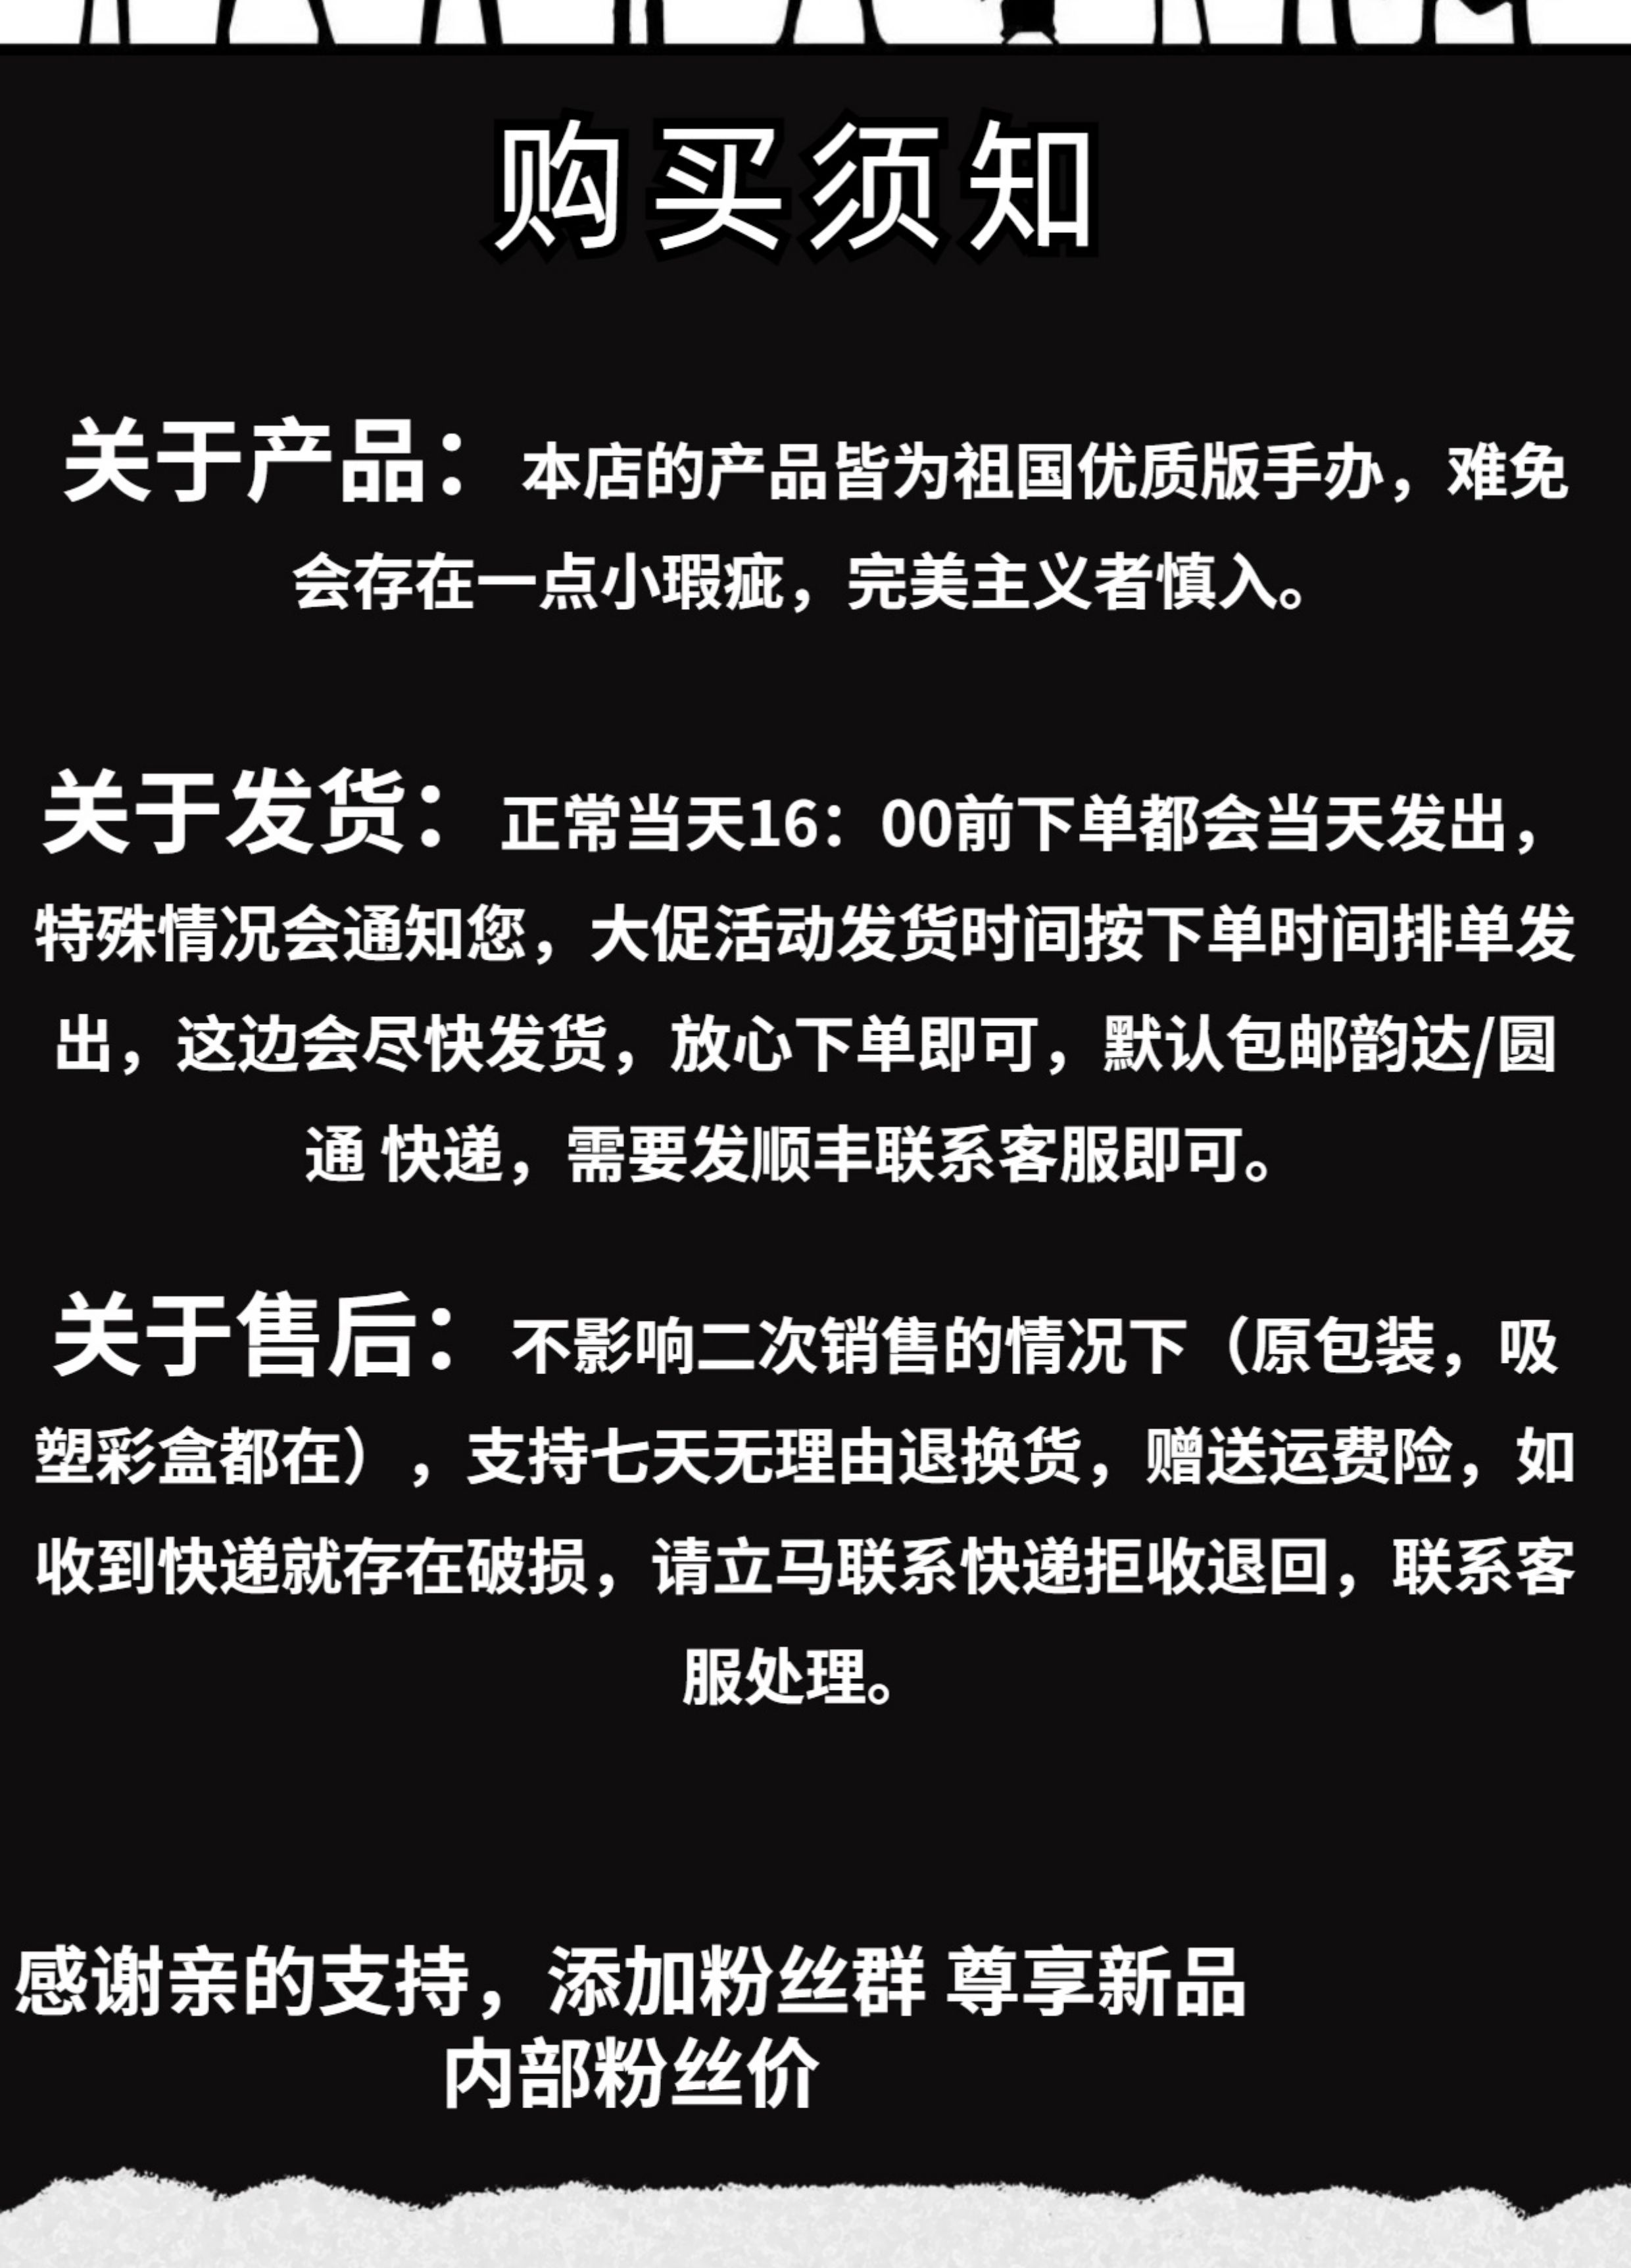 购买须知
关于产品：本店的产品皆为祖国优质版手办，难免
会存在一点小瑕疵，完美主义者慎入。
关于发货：正常当天16：00前下单都会当天发出，
特殊情况会通知您，大促活动发货时间按下单时间排单发
出，这边会尽快发货，放心下单即可，默认包邮韵达/圆
通 快递，需要发顺丰联系客服即可。
关于售后：不影响二次销售的情况下（原包装，吸
塑彩盒都在），支持七天无理由退换货，赠送运费险，如
收到快递就存在破损，请立马联系快递拒收退回，联系客
服处理。
感谢亲的支持，添加粉丝群 尊享新品
内部粉丝价